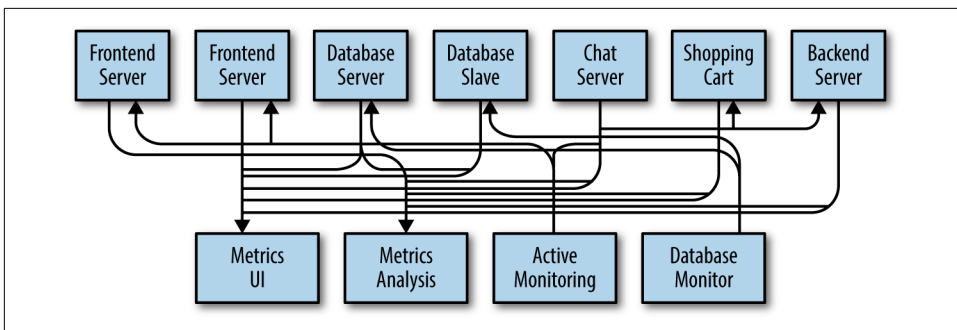 Frontend
Server
Frontend
Server
Database
Server
Database
Slave
Chat
Server
Shopping
Cart
Backend
Server
Metrics
UI
Metrics
Analysis
Active
Monitoring
Database
Monitor